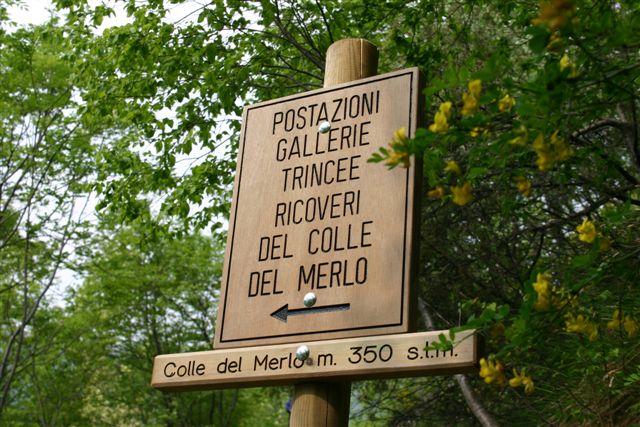 POSTAZIONI
GALLERIE
TRINCEE
RICOVERI
DEL COLLE
DEL MERLO
Colle del Merlo m. 350 s.l.m.